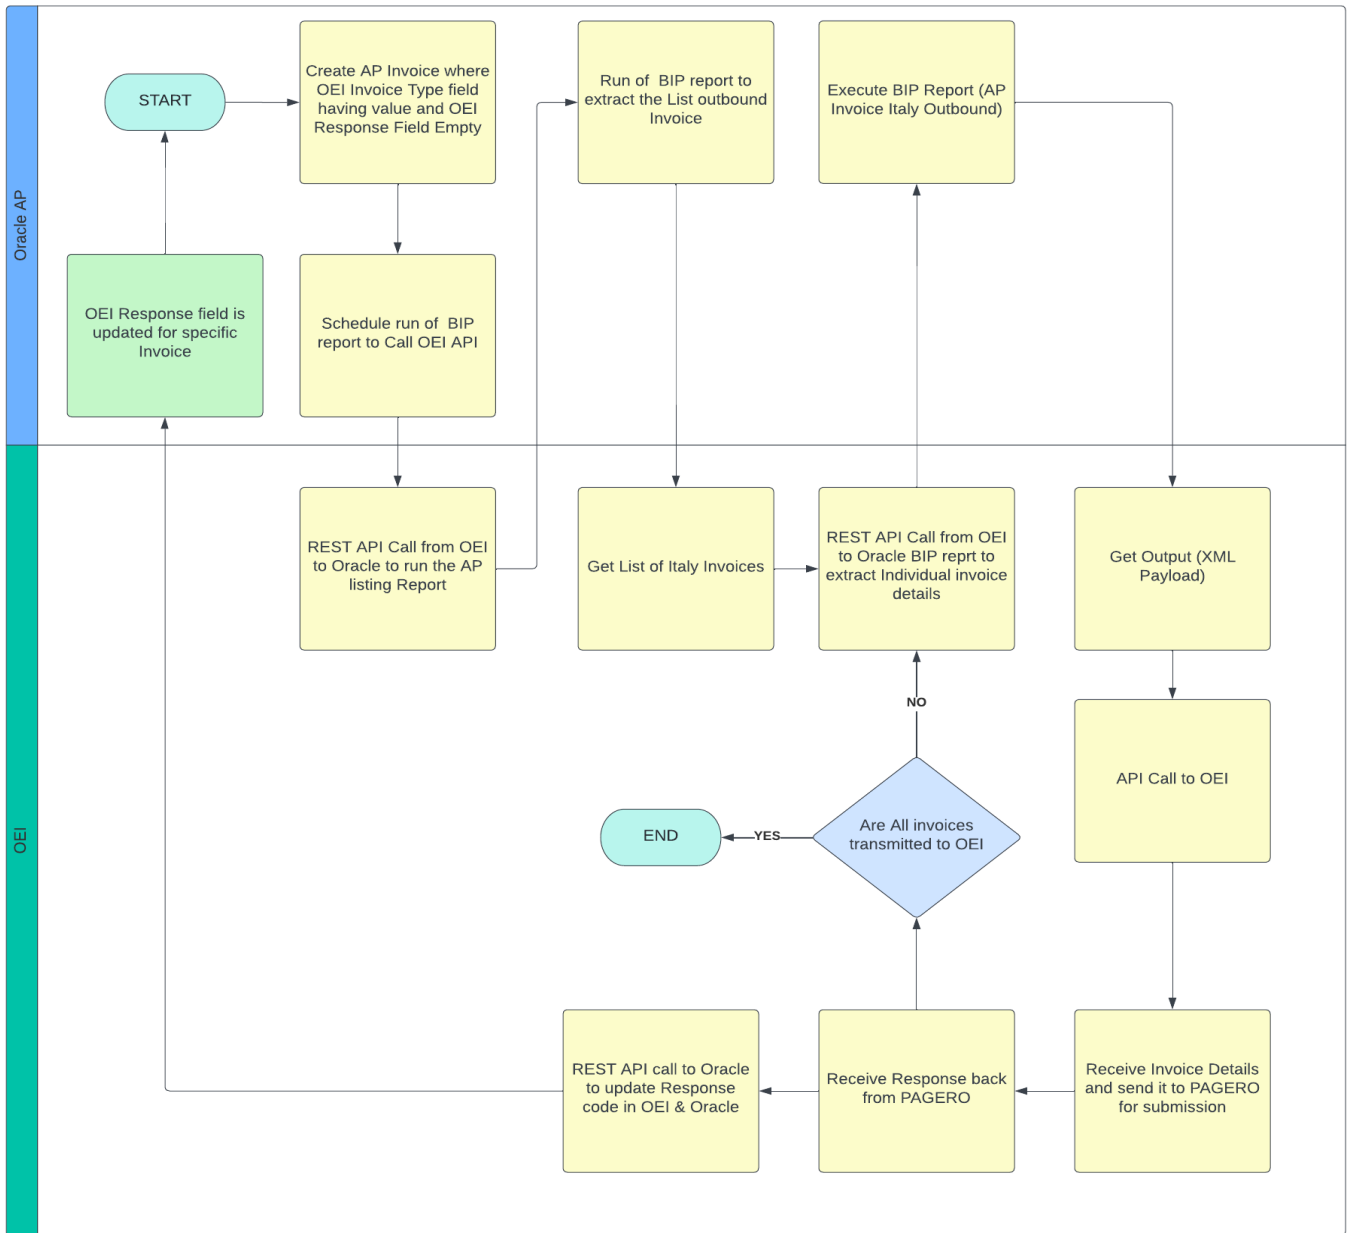 Oracle AP
START
Create AP Invoice where
OEI Invoice Type field
having value and OEI
Response Field Empty
Run of  BIP report to
extract the List outbound
Invoice
Execute BIP Report (AP
Invoice Italy Outbound)
OEI Response field is
updated for specific
Invoice
Schedule run of  BIP
report to Call OEI API
OEI
REST API Call from OEI
to Oracle to run the AP
listing Report
Get List of Italy Invoices
REST API Call from OEI
to Oracle BIP reprt to
extract Individual invoice
details
Get Output (XML
Payload)
NO
API Call to OEI
END
YES
Are All invoices
transmitted to OEI
REST API call to Oracle
to update Response
code in OEI & Oracle
Receive Response back
from PAGERO
Receive Invoice Details
and send it to PAGERO
for submission